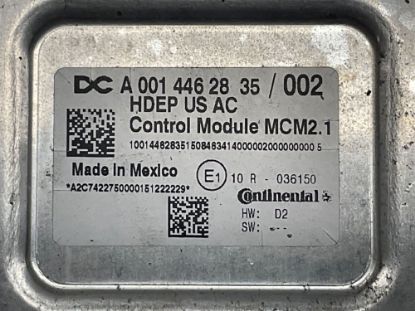 DC A 001 446 28 35 / 002
HDEP US AC
Control Module MCM2.1
10014462835150846341400000200000000 5
Made in Mexico
E1 10 R - 036150
*A2C7422750000151222229*
Continental
HW: D2
SW: ---